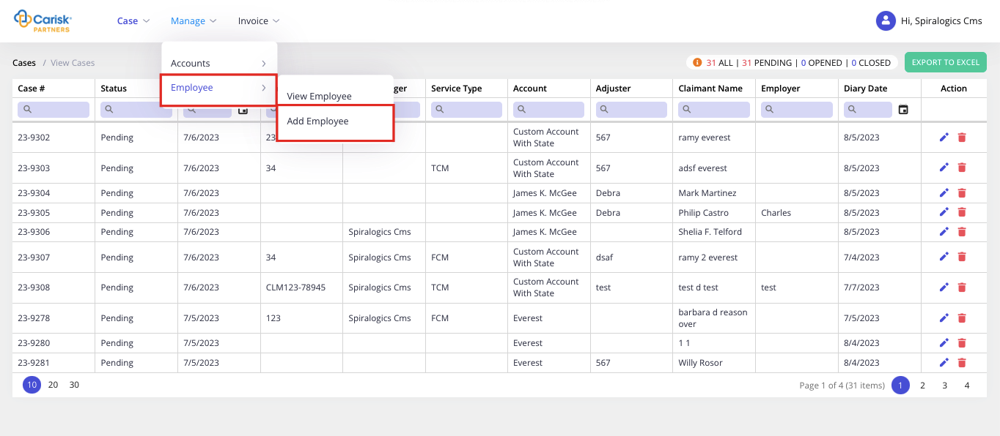 Carisk
PARTNERS
Case
Manage
Invoice
Hi, Spiralogics Cms
Cases / View Cases
31 ALL | 31 PENDING | 0 OPENED | 0 CLOSED
EXPORT TO EXCEL
Accounts
Employee
View Employee
Add Employee
Case # Status ger Service Type Account Adjuster Claimant Name Employer Diary Date Action
23-9302 Pending 7/6/2023 23 Custom Account 567 ramy everest 8/5/2023
With State
23-9303 Pending 7/6/2023 34 TCM Custom Account 567 adsf everest 8/5/2023
With State
23-9304 Pending 7/6/2023 James K. McGee Debra Mark Martinez 8/5/2023
23-9305 Pending 7/6/2023 James K. McGee Debra Philip Castro Charles 8/5/2023
23-9306 Pending 7/6/2023 Spiralogics Cms James K. McGee Shelia F. Telford 8/5/2023
23-9307 Pending 7/6/2023 34 Spiralogics Cms FCM Custom Account dsaf ramy 2 everest 7/4/2023
With State
23-9308 Pending 7/6/2023 CLM123-78945 Spiralogics Cms TCM Custom Account test test d test test 7/7/2023
With State
23-9278 Pending 7/5/2023 123 Spiralogics Cms FCM Everest barbara d reason 7/5/2023
over
23-9280 Pending 7/5/2023 Everest 1 1 8/4/2023
23-9281 Pending 7/5/2023 Everest 567 Willy Rosor 8/4/2023
10 20 30
Page 1 of 4 (31 items) 1 2 3 4